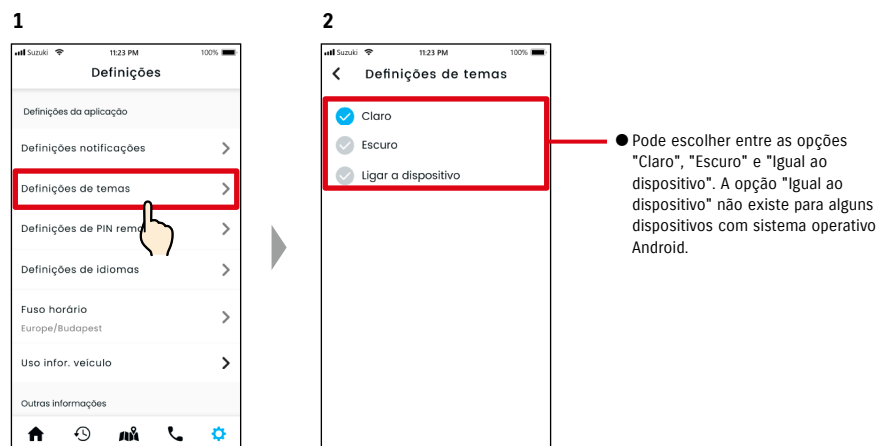 1
Suzuki 11:23 PM 100%
Definições
Definições da aplicação
Definições notificações
Definições de temas
Definições de PIN remo
Definições de idiomas
Fuso horário
Europe/Budapest
Uso infor. veículo
Outras informações
2
Suzuki 11:23 PM 100%
Definições de temas
Claro
Escuro
Ligar a dispositivo
● Pode escolher entre as opções
"Claro", "Escuro" e "Igual ao
dispositivo". A opção "Igual ao
dispositivo" não existe para alguns
dispositivos com sistema operativo
Android.